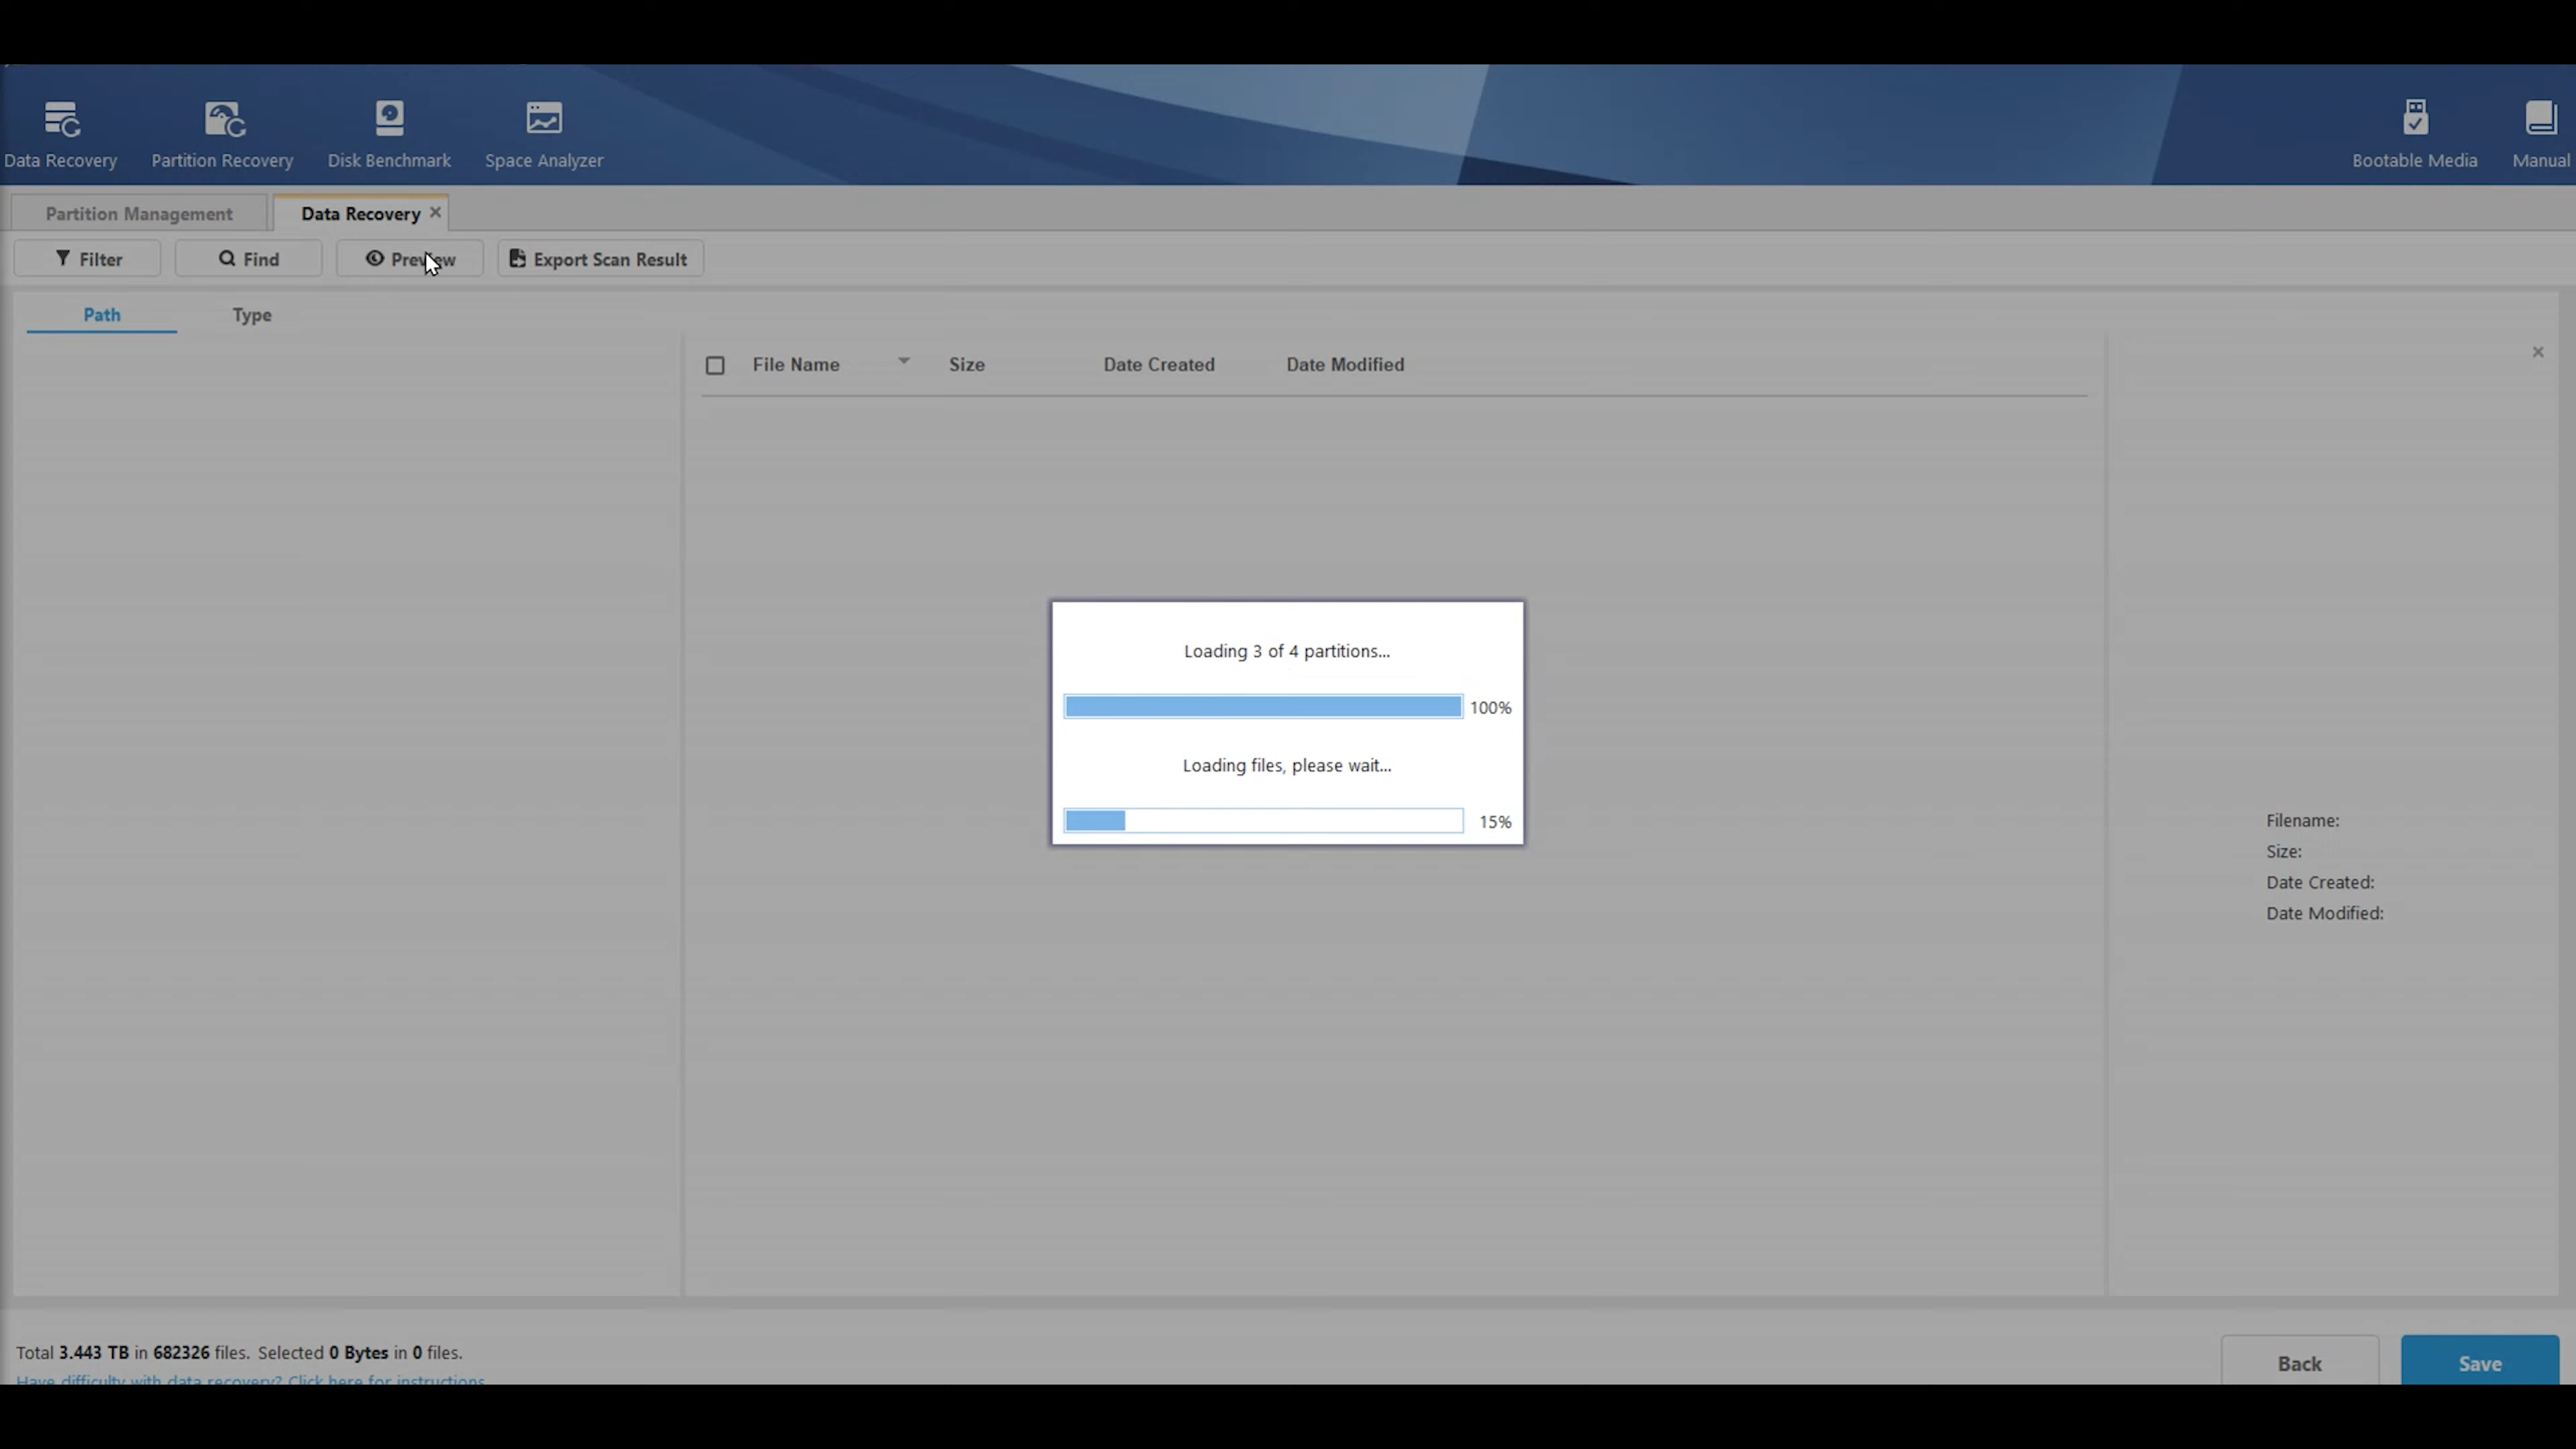 Data Recovery Partition Recovery Disk Benchmark Space Analyzer Bootable Media Manual
Partition Management Data Recovery
Filter Find Preview Export Scan Result
Path Type
File Name Size Date Created Date Modified
Loading 3 of 4 partitions...
100%
Loading files, please wait...
15%
Filename:
Size:
Date Created:
Date Modified:
Total 3.443 TB in 682326 files. Selected 0 Bytes in 0 files.
Have difficulty with data recovery? Click here for instructions
Back Save